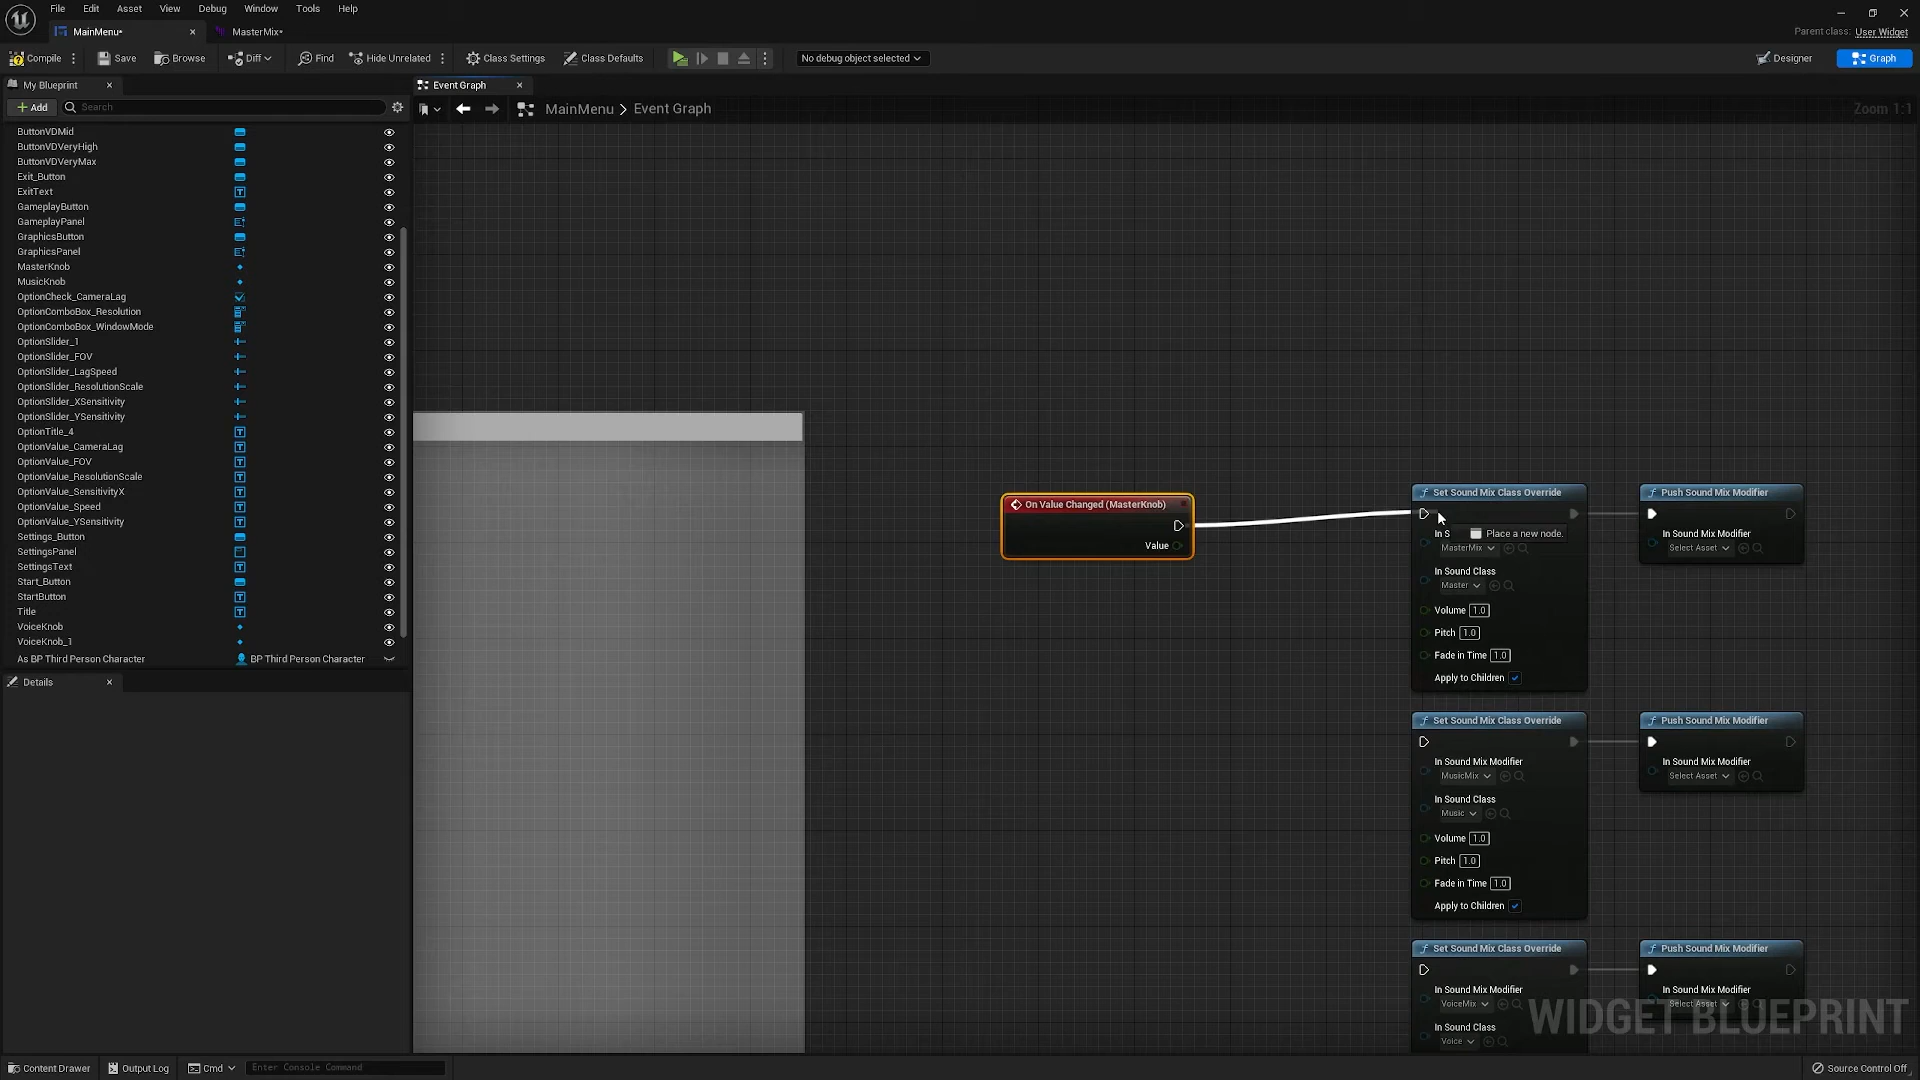 File Edit Asset View Debug Window Tools Help
MainMenu• MasterMix•
Parent class: User Widget
Compile Save Browse Diff Find Hide Unrelated Class Settings Class Defaults No debug object selected Designer Graph
My Blueprint Event Graph
Add Search MainMenu > Event Graph Zoom 1:1
ButtonVDMid
ButtonVDVeryHigh
ButtonVDVeryMax
Exit_Button
ExitText
GameplayButton
GameplayPanel
GraphicsButton
GraphicsPanel
MasterKnob
MusicKnob
OptionCheck_CameraLag
OptionComboBox_Resolution
OptionComboBox_WindowMode
OptionSlider_1
OptionSlider_FOV
OptionSlider_LagSpeed
OptionSlider_ResolutionScale
OptionSlider_XSensitivity
OptionSlider_YSensitivity
OptionTitle_4
OptionValue_CameraLag
OptionValue_FOV
OptionValue_ResolutionScale
OptionValue_SensitivityX
OptionValue_Speed
OptionValue_YSensitivity
Settings_Button
SettingsPanel
SettingsText
Start_Button
StartButton
Title
VoiceKnob
VoiceKnob_1
As BP Third Person Character BP Third Person Character
Details
On Value Changed (MasterKnob)
Value
Set Sound Mix Class Override
In S
Place a new node.
MasterMix
In Sound Class
Master
Volume 1.0
Pitch 1.0
Fade in Time 1.0
Apply to Children
Push Sound Mix Modifier
In Sound Mix Modifier
Select Asset
Set Sound Mix Class Override
In Sound Mix Modifier
MusicMix
In Sound Class
Music
Volume 1.0
Pitch 1.0
Fade in Time 1.0
Apply to Children
Push Sound Mix Modifier
In Sound Mix Modifier
Select Asset
Set Sound Mix Class Override
In Sound Mix Modifier
VoiceMix
In Sound Class
Voice
Push Sound Mix Modifier
In Sound Mix Modifier
Select Asset
WIDGET BLUEPRINT
Content Drawer Output Log Cmd Enter Console Command Source Control Off